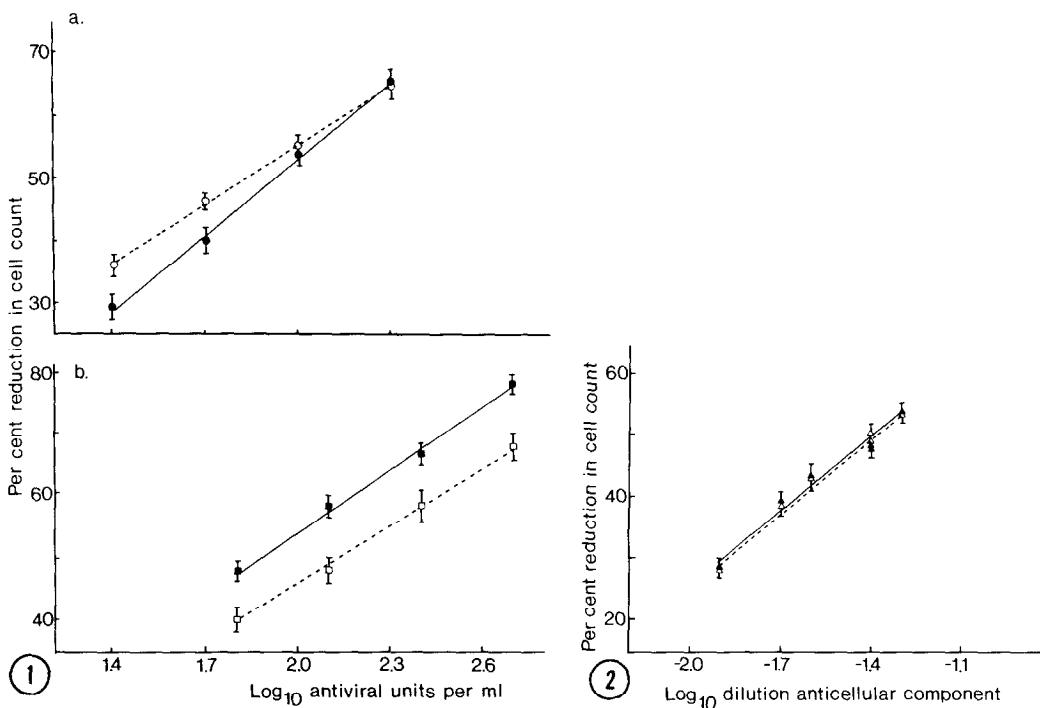 a.
70
50
30
Per cent reduction in cell count
b.
80
60
40
1.4 1.7 2.0 2.3 2.6
1
Log10 antiviral units per ml
Per cent reduction in cell count
60
40
20
-2.0 -1.7 -1.4 -1.1
2
Log10 dilution anticellular component